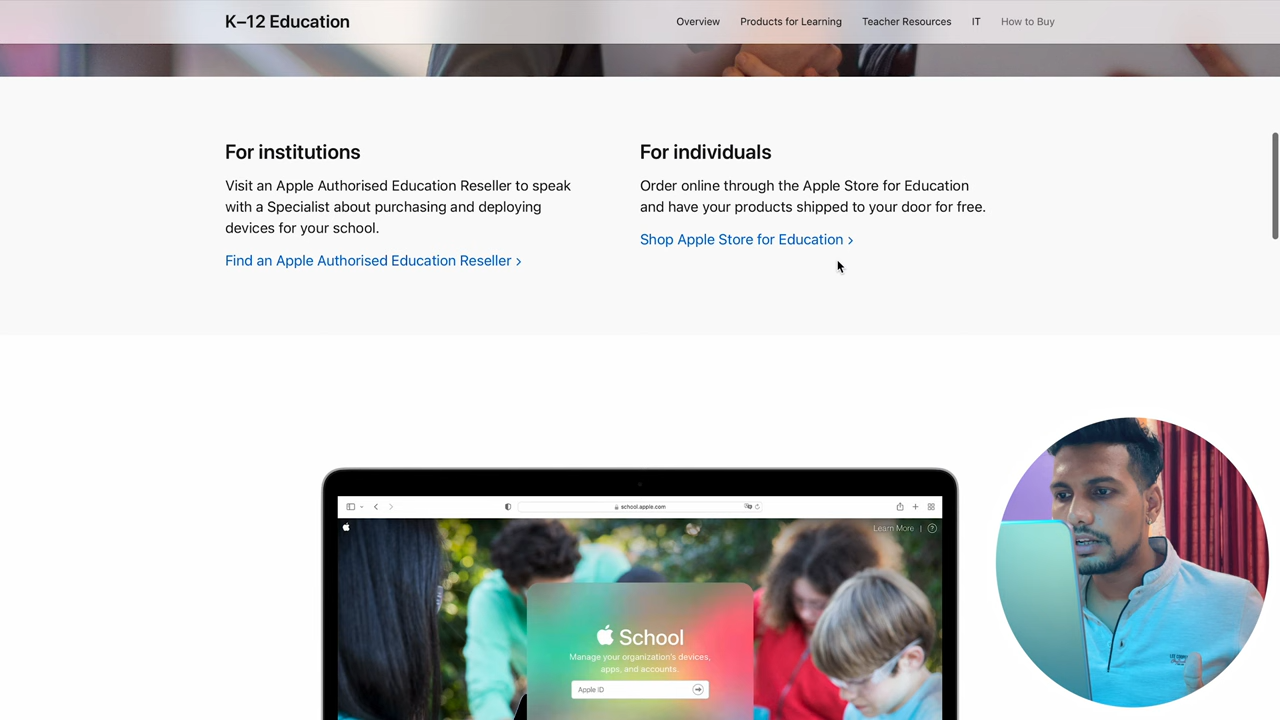 K–12 Education
Overview
Products for Learning
Teacher Resources
IT
How to Buy
For institutions
Visit an Apple Authorised Education Reseller to speak
with a Specialist about purchasing and deploying
devices for your school.
Find an Apple Authorised Education Reseller >
For individuals
Order online through the Apple Store for Education
and have your products shipped to your door for free.
Shop Apple Store for Education >
school.apple.com
Learn More | ?
School
Manage your organization's devices,
apps, and accounts.
Apple ID